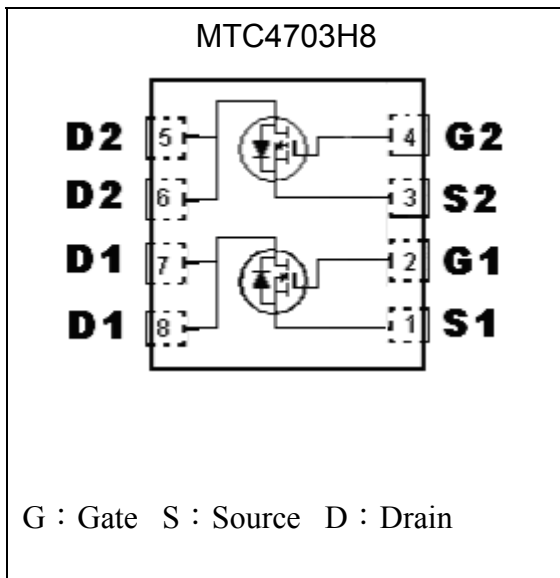 MTC4703H8
D2 5 4 G2
D2 6 3 S2
D1 7 2 G1
D1 8 1 S1
G：Gate S：Source D：Drain